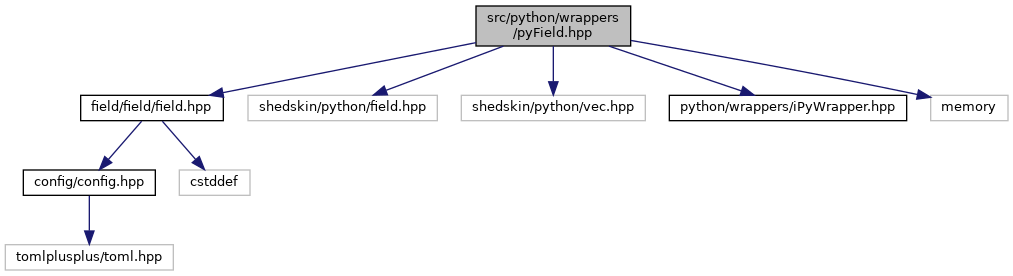 src/python/wrappers
/pyField.hpp
field/field/field.hpp
shedskin/python/field.hpp
shedskin/python/vec.hpp
python/wrappers/iPyWrapper.hpp
memory
config/config.hpp
cstddef
tomlplusplus/toml.hpp